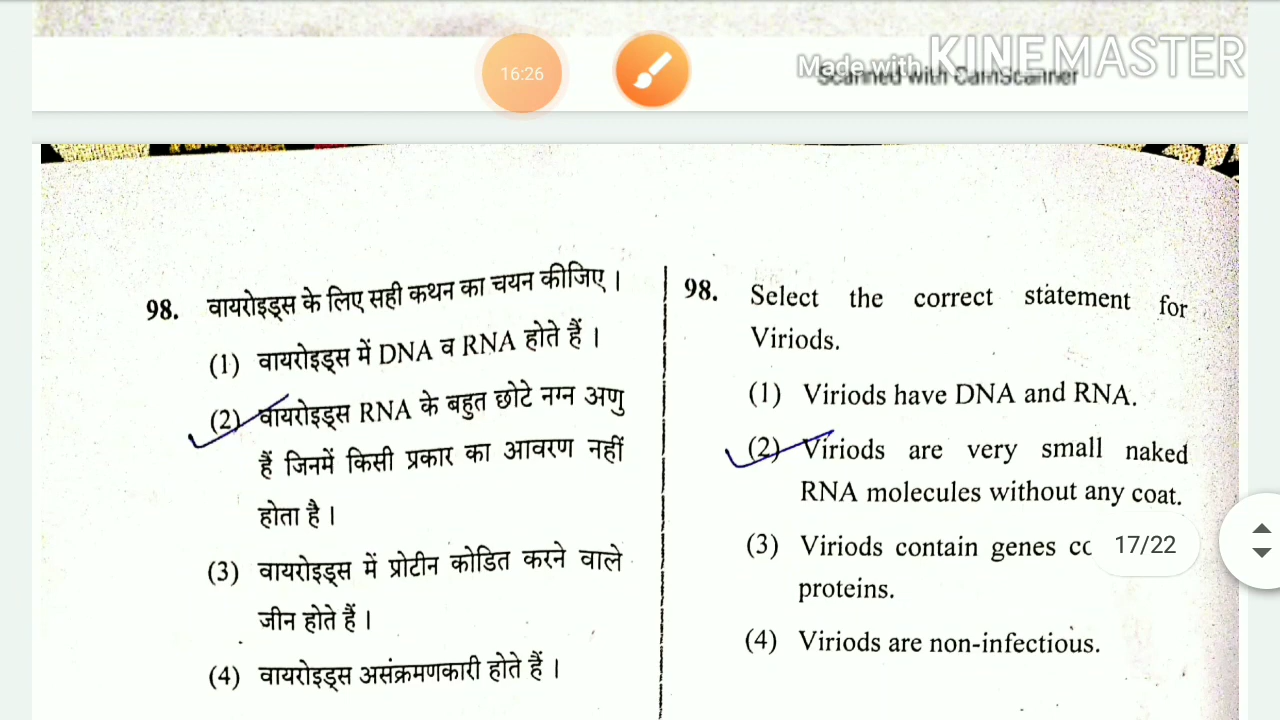 16:26
Made with KINEMASTER
Scanned with CamScanner
98. वायरोइड्स के लिए सही कथन का चयन कीजिए ।
(1) वायरोइड्स में DNA व RNA होते हैं ।
(2) वायरोइड्स RNA के बहुत छोटे नग्न अणु
हैं जिनमें किसी प्रकार का आवरण नहीं
होता है ।
(3) वायरोइड्स में प्रोटीन कोडित करने वाले
जीन होते हैं ।
(4) वायरोइड्स असंक्रमणकारी होते हैं ।
98. Select the correct statement for
Viriods.
(1) Viriods have DNA and RNA.
(2) Viriods are very small naked
RNA molecules without any coat.
(3) Viriods contain genes
17/22
proteins.
(4) Viriods are non-infectious.